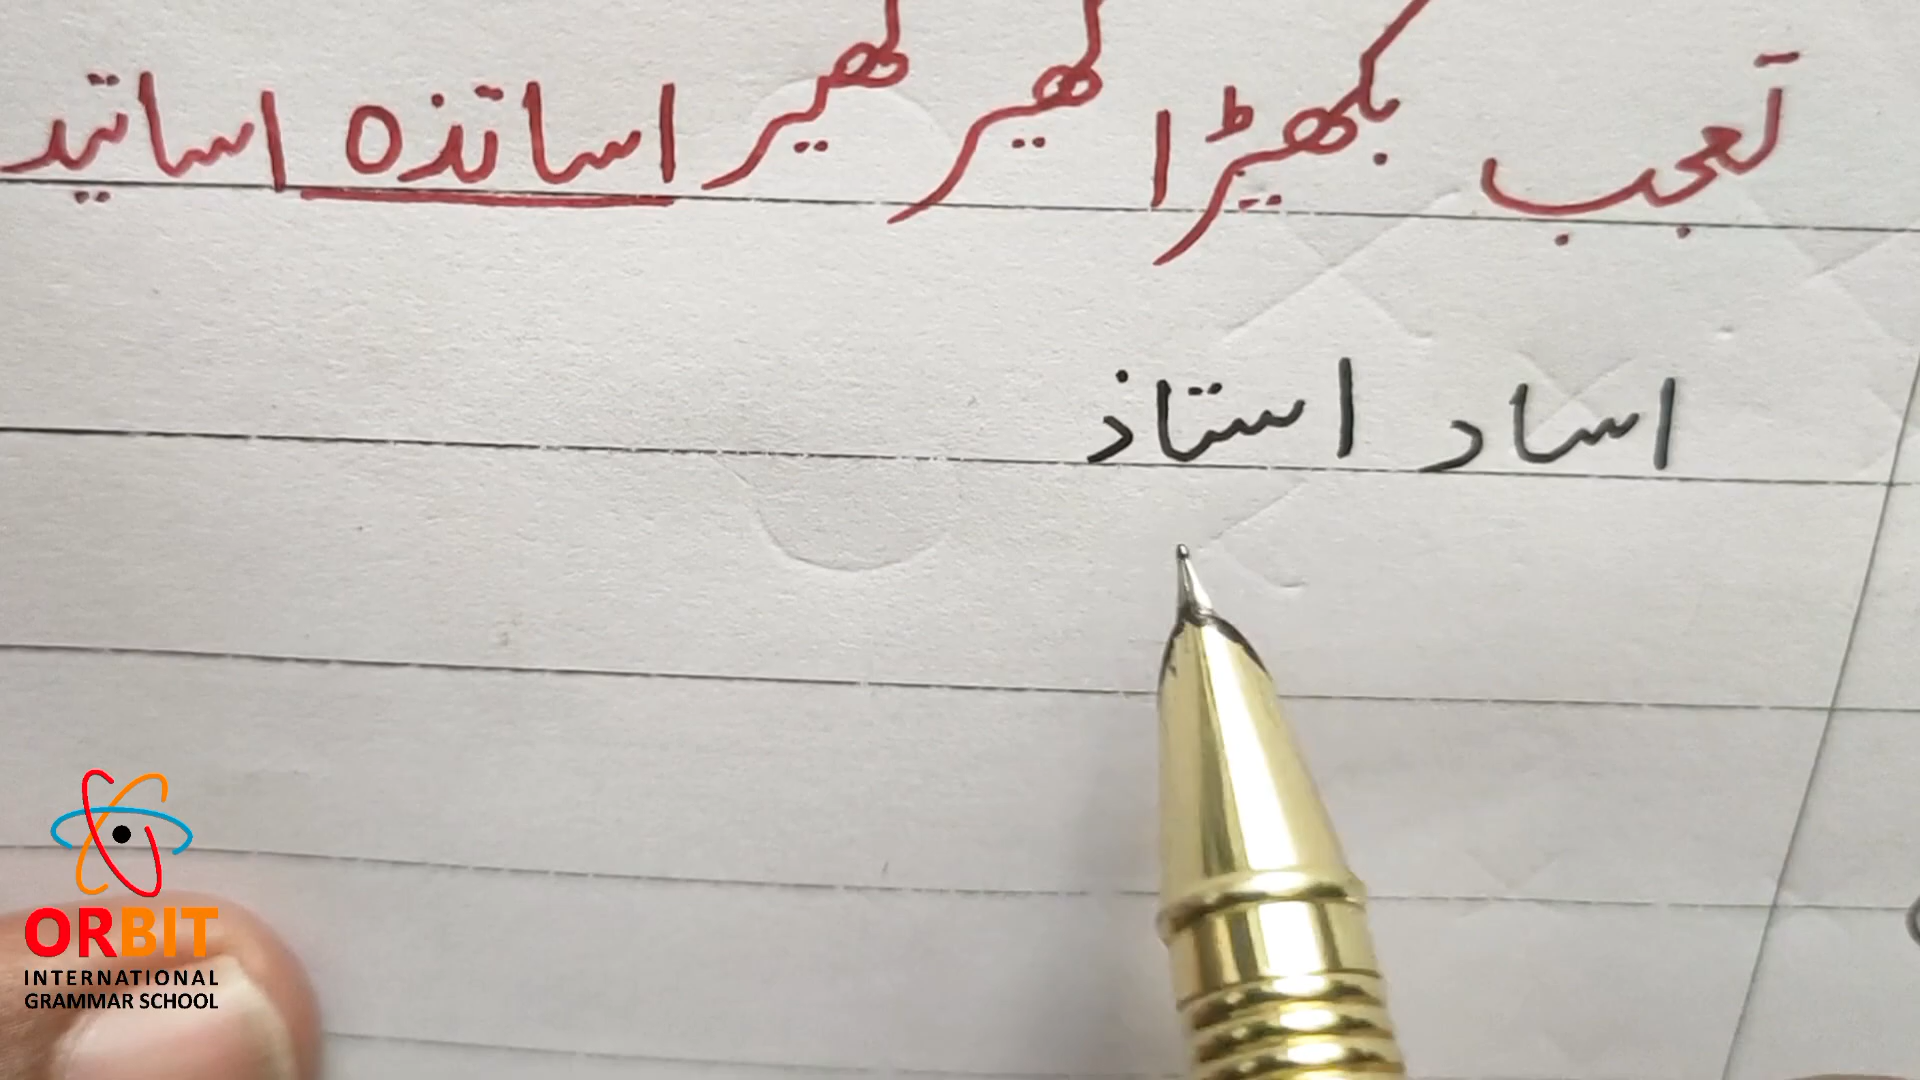 تعجب بکھیڑا کھیر کھیر اساتذہ اساتید
اساد استاذ
ORBIT
INTERNATIONAL
GRAMMAR SCHOOL